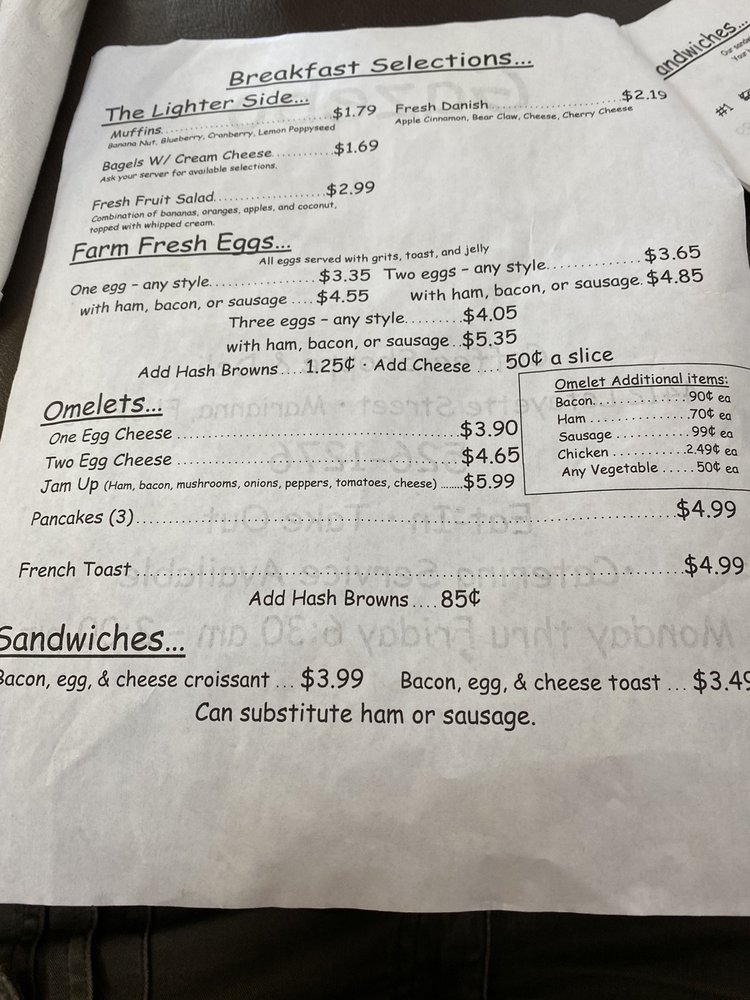 Breakfast Selections...
The Lighter Side...
Muffins.......................... $1.79
Banana Nut, Blueberry, Cranberry, Lemon Poppyseed
Fresh Danish............................ $2.19
Apple Cinnamon, Bear Claw, Cheese, Cherry Cheese
Bagels W/ Cream Cheese............ $1.69
Ask your server for available selections.
Fresh Fruit Salad..................... $2.99
Combination of bananas, oranges, apples, and coconut,
topped with whipped cream.
Farm Fresh Eggs...
All eggs served with grits, toast, and jelly
One egg - any style................. $3.35
Two eggs - any style............. $3.65
with ham, bacon, or sausage .... $4.55
with ham, bacon, or sausage. $4.85
Three eggs - any style......... $4.05
with ham, bacon, or sausage .. $5.35
Add Hash Browns.... 1.25¢ · Add Cheese .... 50¢ a slice
Omelets...
One Egg Cheese ............................................. $3.90
Two Egg Cheese ............................................. $4.65
Jam Up (Ham, bacon, mushrooms, onions, peppers, tomatoes, cheese) ........ $5.99
Omelet Additional items:
Bacon................ 90¢ ea
Ham .................. 70¢ ea
Sausage ............ 99¢ ea
Chicken ............ 2.49¢ ea
Any Vegetable ..... 50¢ ea
Pancakes (3)........................................................................ $4.99
French Toast........................................................................ $4.99
Add Hash Browns.... 85¢
Sandwiches...
Bacon, egg, & cheese croissant ... $3.99
Bacon, egg, & cheese toast ... $3.49
Can substitute ham or sausage.
andwiches...
#1